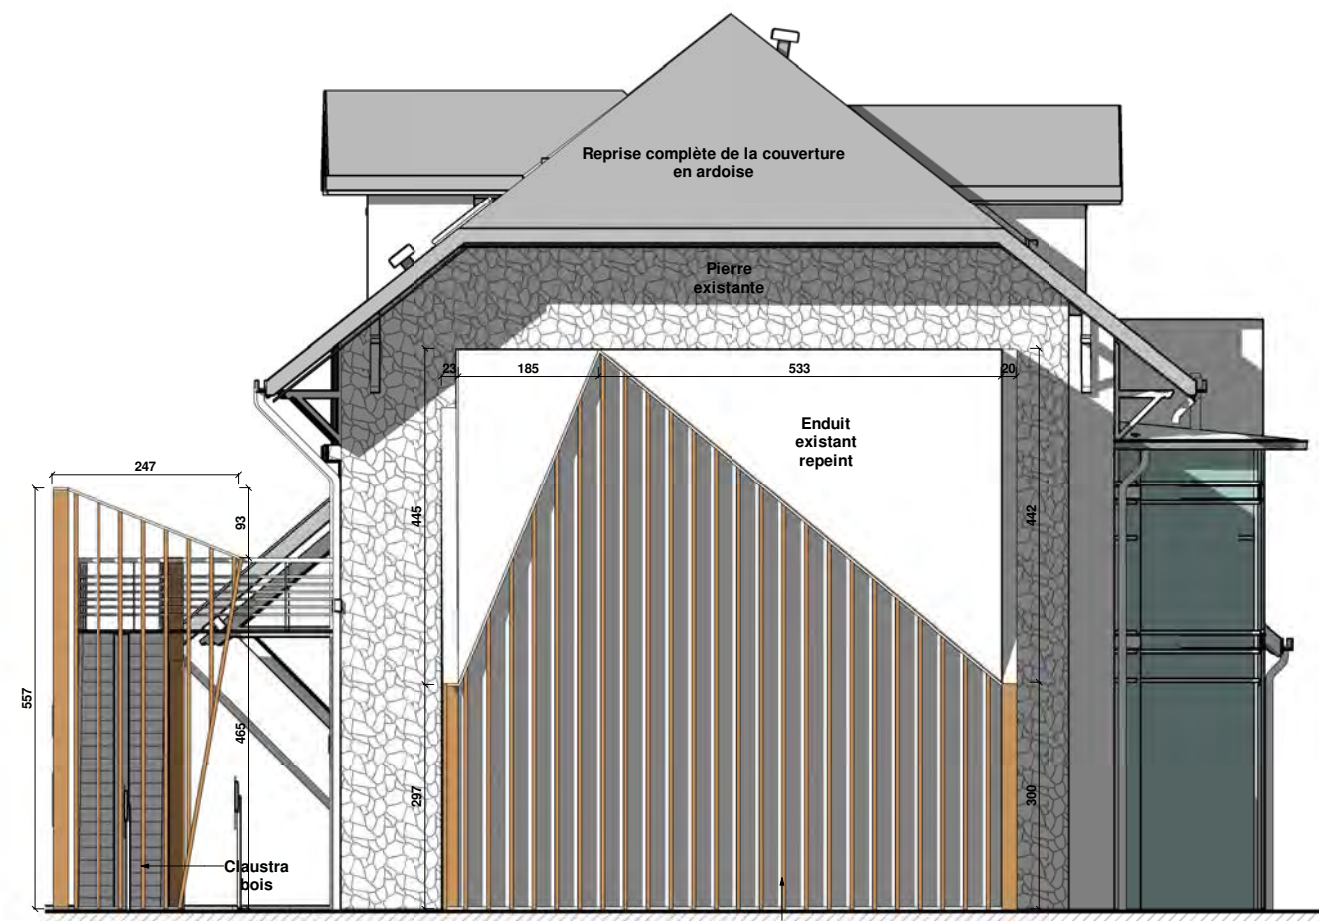 Reprise complète de la couverture
en ardoise
Pierre
existante
23
185
533
20
Enduit
existant
repeint
247
93
445
442
557
465
297
300
Claustra
bois